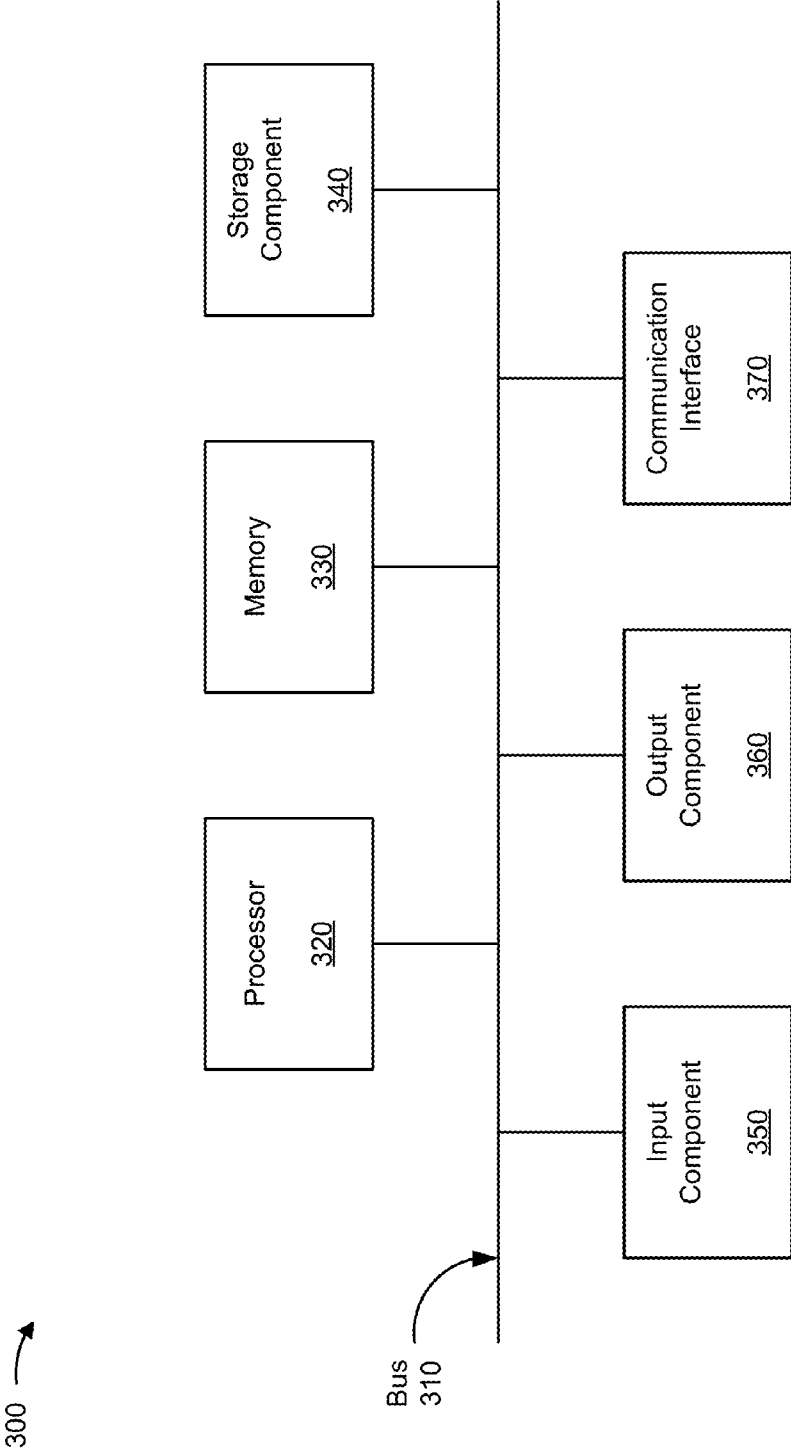 300
Processor
320
Memory
330
Storage
Component
340
Bus
310
Input
Component
350
Output
Component
360
Communication
Interface
370